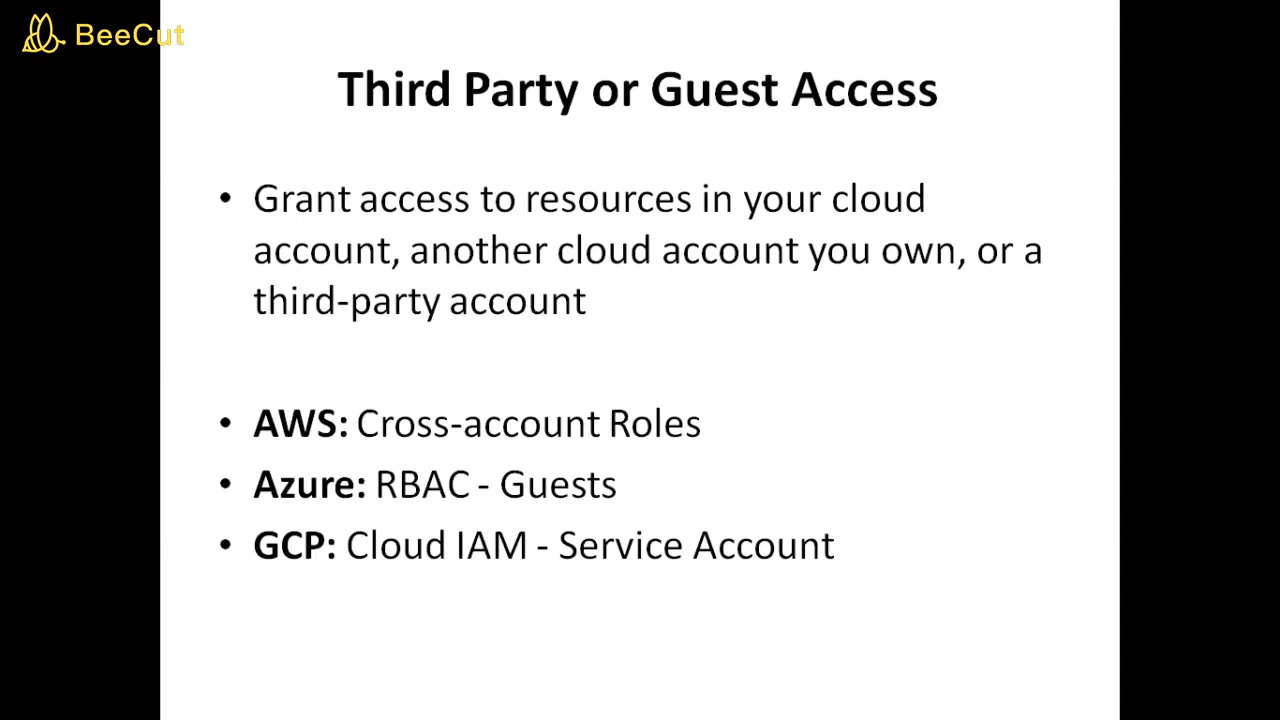 BeeCut
Third Party or Guest Access
• Grant access to resources in your cloud
account, another cloud account you own, or a
third-party account
• AWS: Cross-account Roles
• Azure: RBAC - Guests
• GCP: Cloud IAM - Service Account